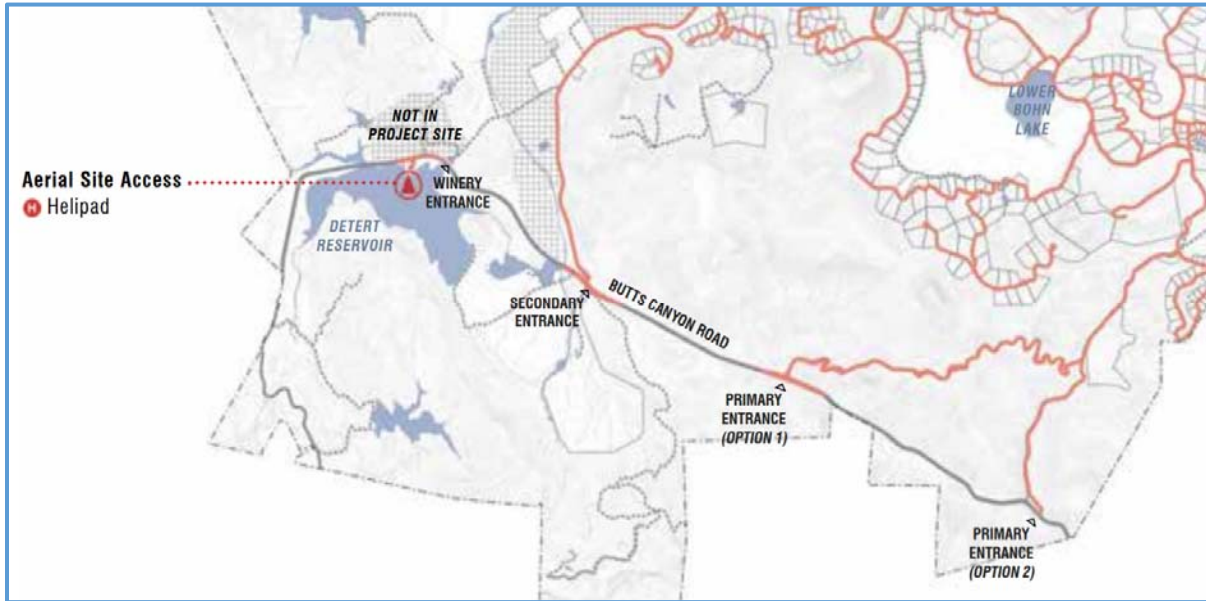 NOT IN
PROJECT SITE
LOWER
BOHN
LAKE
Aerial Site Access
H Helipad
WINERY
ENTRANCE
DETERT
RESERVOIR
SECONDARY
ENTRANCE
BUTTS CANYON ROAD
PRIMARY
ENTRANCE
(OPTION 1)
PRIMARY
ENTRANCE
(OPTION 2)